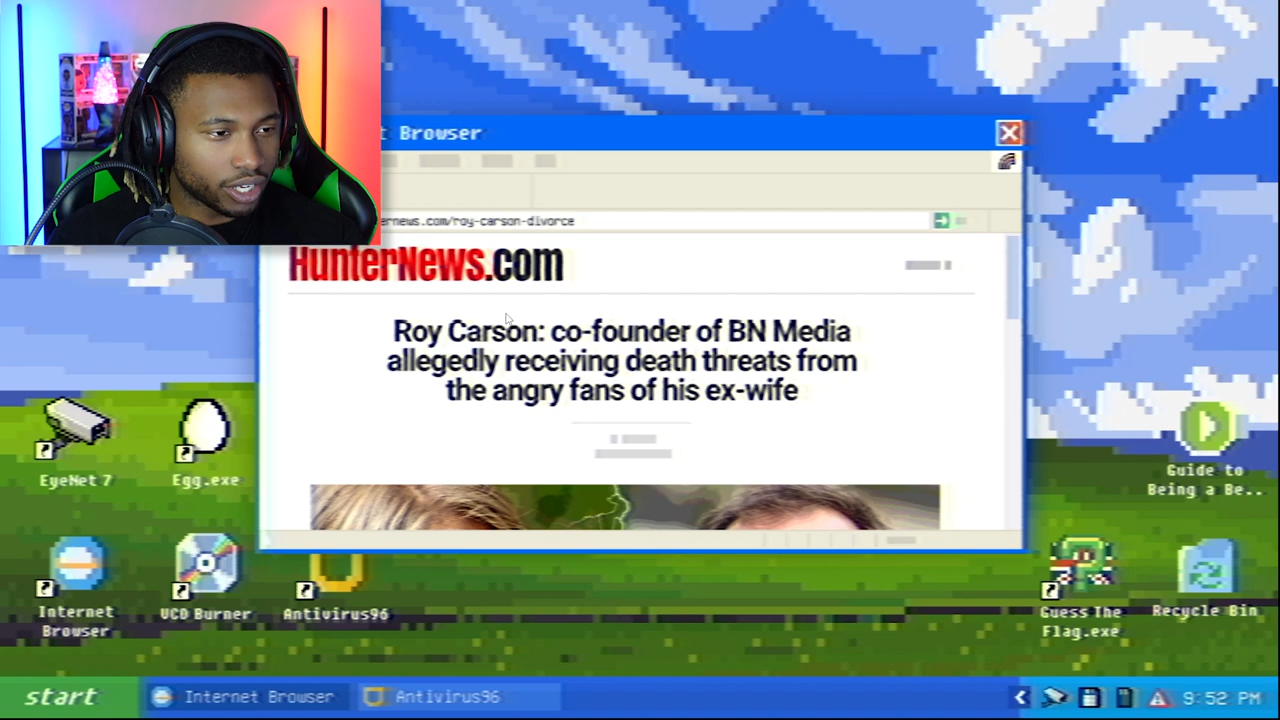 t Browser
ernews.com/roy-carson-divorce
HunterNews.com
Roy Carson: co-founder of BN Media
allegedly receiving death threats from
the angry fans of his ex-wife
EyeNet 7
Egg.exe
Guide to
Being a Be..
Internet
Browser
VCD Burner
Antivirus96
Guess The
Flag.exe
Recycle Bin
start
Internet Browser
Antivirus96
9:52 PM